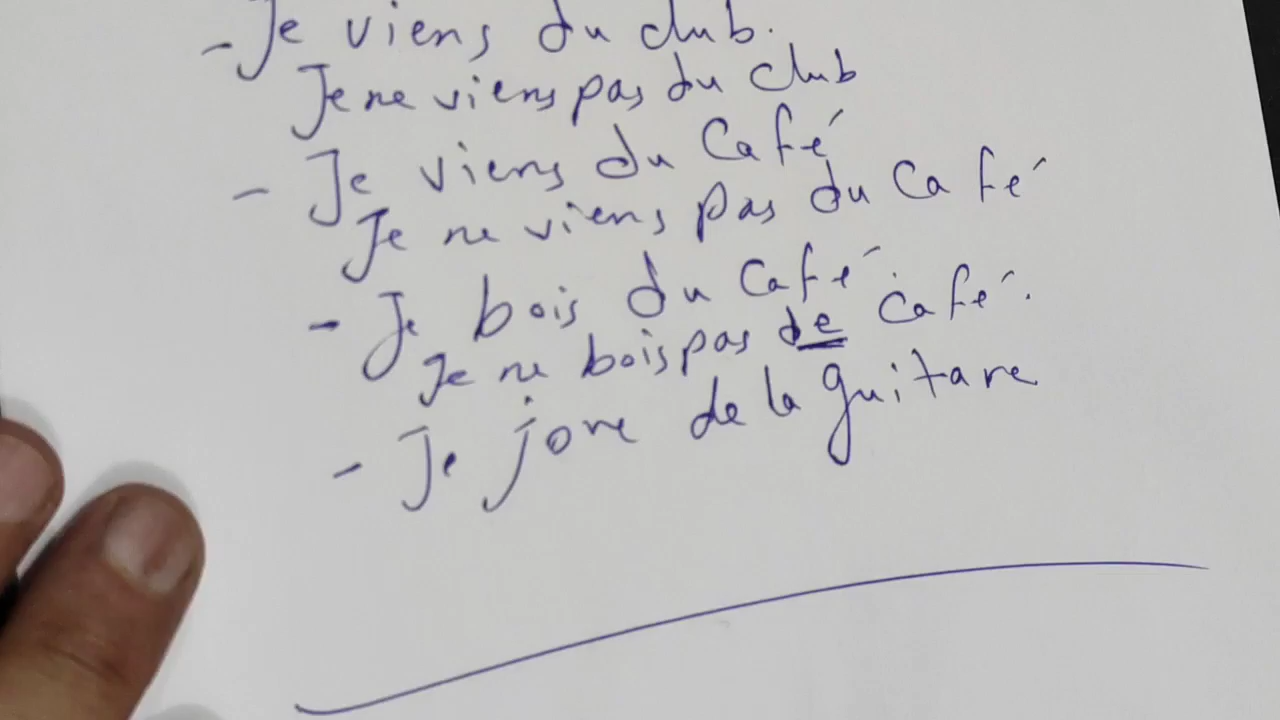 - Je viens du club.
Je ne viens pas du club
- Je viens du Café
Je ne viens pas du Café
- Je bois du Café
Je ne bois pas de café.
- Je joue de la guitare